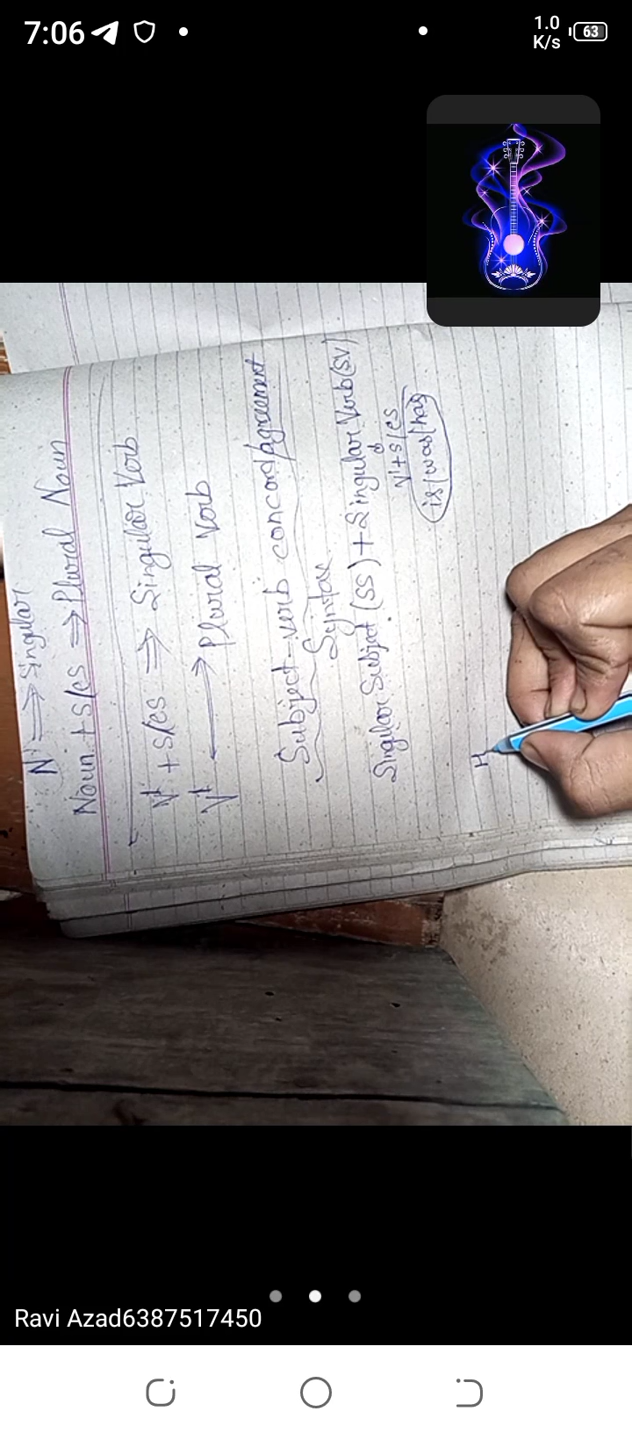 7:06
1.0
K/s
63
N => Singular
Noun + s/es => Plural Noun
V¹ + s/es => Singular Verb
V¹ → Plural Verb
Subject-verb concord/agreement
Syntax
Singular Subject (SS) + Singular Verb (SV)
V¹+s/es
is/was/has
H
Ravi Azad6387517450